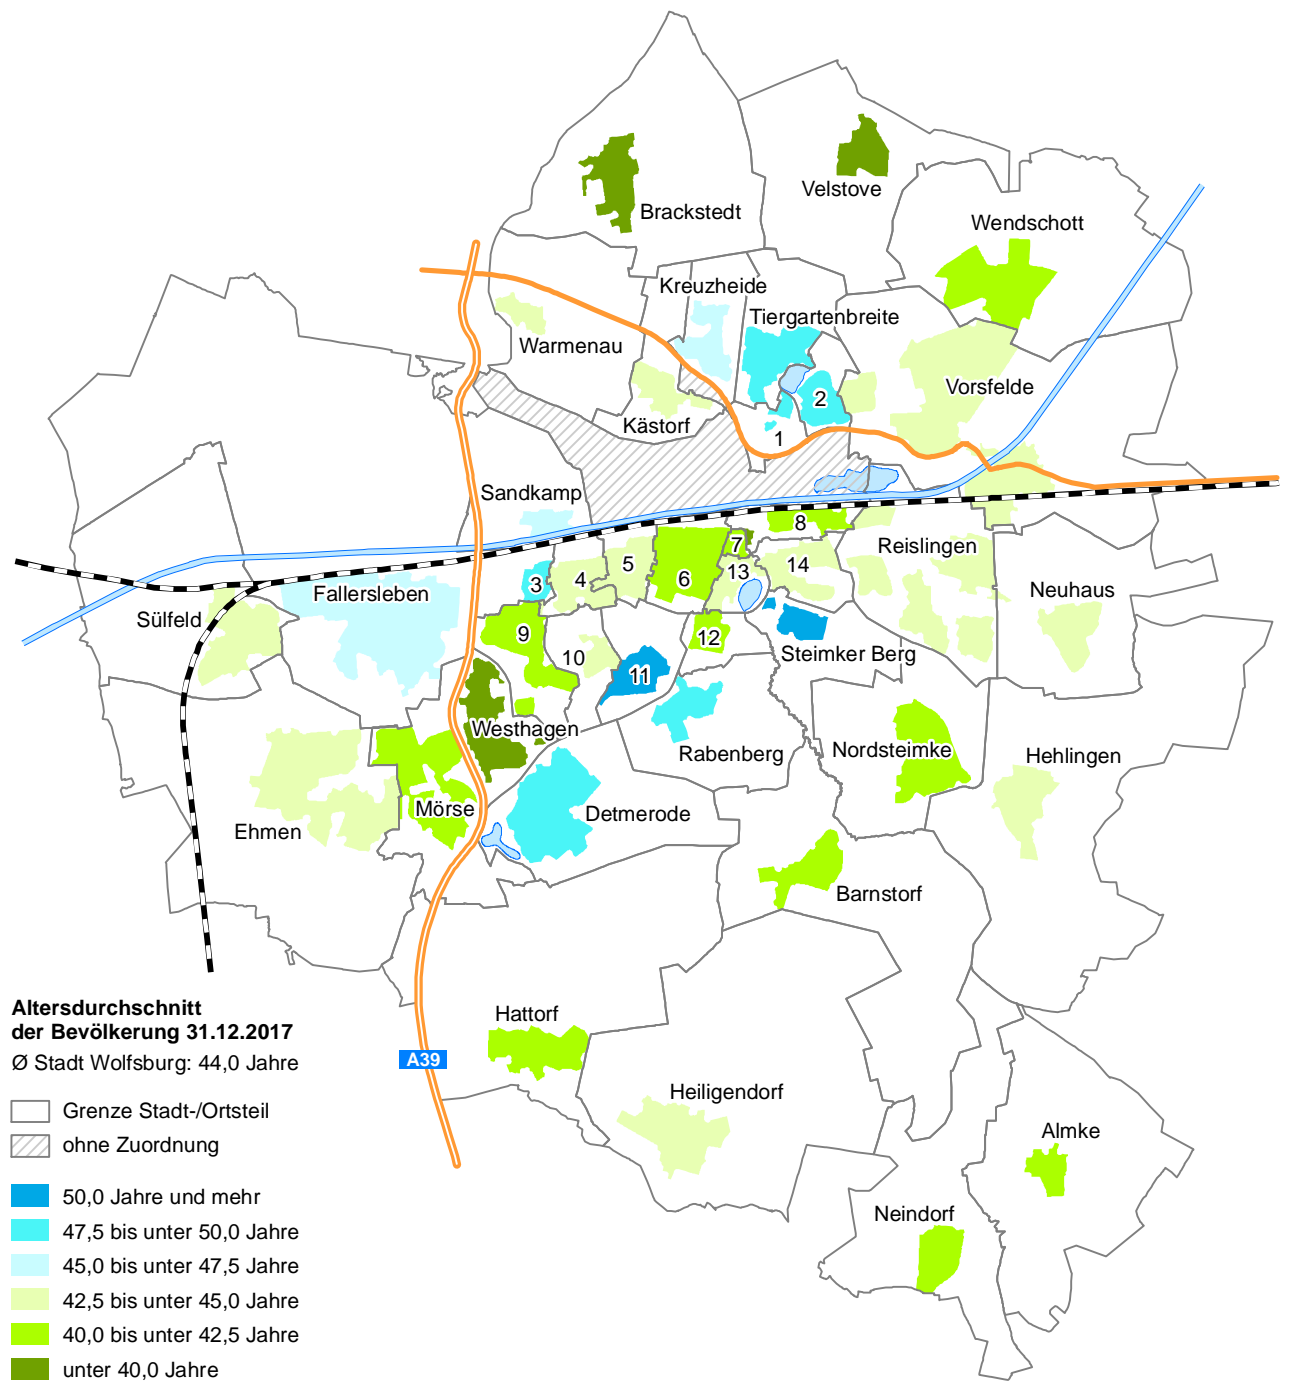 Brackstedt
Velstove
Wendschott
Kreuzheide
Tiergartenbreite
Warmenau
Vorsfelde
2
Kästorf
1
Sandkamp
8
7
Reislingen
5
14
13
6
4
3
Fallersleben
Neuhaus
Sülfeld
9
12
10
Steimker Berg
11
Westhagen
Rabenberg
Nordsteimke
Hehlingen
Mörse
Detmerode
Ehmen
Barnstorf
Altersdurchschnitt
der Bevölkerung 31.12.2017
Ø Stadt Wolfsburg: 44,0 Jahre
Hattorf
A39
Heiligendorf
Almke
Neindorf
Grenze Stadt-/Ortsteil
ohne Zuordnung
50,0 Jahre und mehr
47,5 bis unter 50,0 Jahre
45,0 bis unter 47,5 Jahre
42,5 bis unter 45,0 Jahre
40,0 bis unter 42,5 Jahre
unter 40,0 Jahre